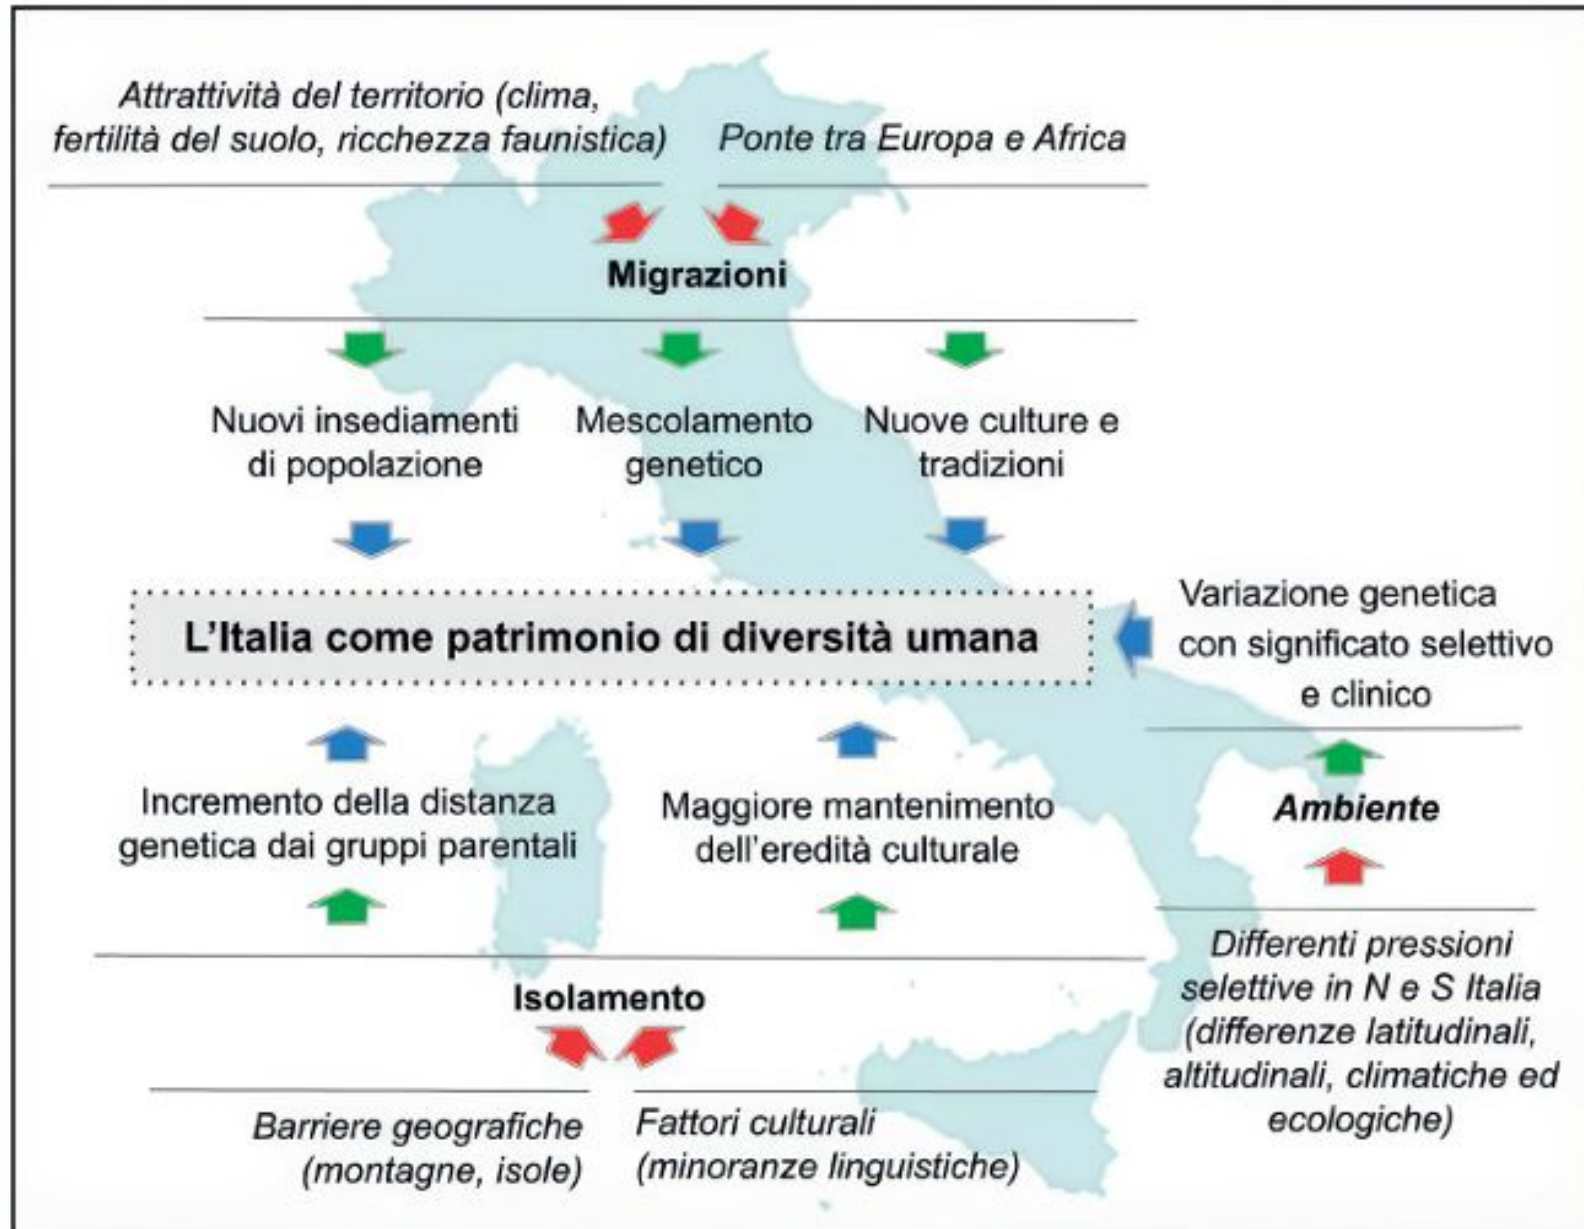 Attrattività del territorio (clima,
fertilità del suolo, ricchezza faunistica)
Ponte tra Europa e Africa
Migrazioni
Nuovi insediamenti
di popolazione
Mescolamento
genetico
Nuove culture e
tradizioni
L'Italia come patrimonio di diversità umana
Variazione genetica
con significato selettivo
e clinico
Incremento della distanza
genetica dai gruppi parentali
Maggiore mantenimento
dell'eredità culturale
Ambiente
Differenti pressioni
selettive in N e S Italia
(differenze latitudinali,
altitudinali, climatiche ed
ecologiche)
Isolamento
Barriere geografiche
(montagne, isole)
Fattori culturali
(minoranze linguistiche)